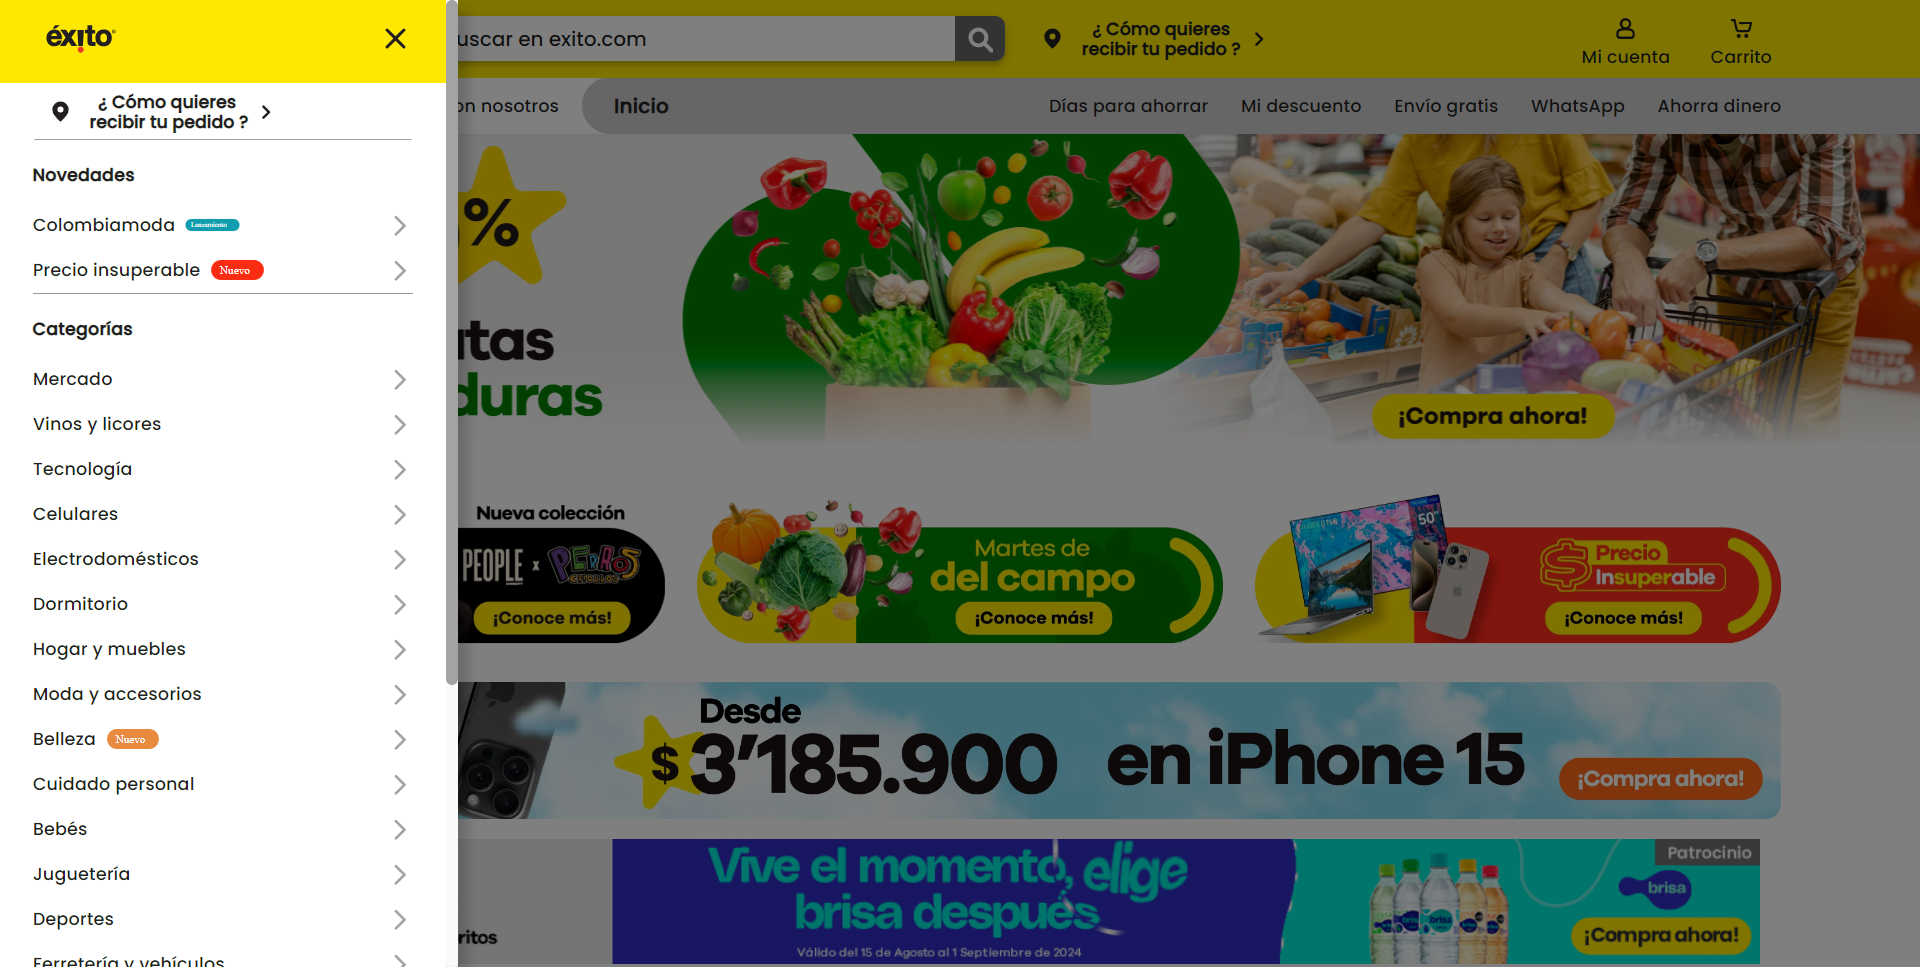 éxito
¿ Cómo quieres
recibir tu pedido ?
Novedades
Colombiamoda Lanzamiento
Precio insuperable Nuevo
Categorías
Mercado
Vinos y licores
Tecnología
Celulares
Electrodomésticos
Dormitorio
Hogar y muebles
Moda y accesorios
Belleza Nuevo
Cuidado personal
Bebés
Juguetería
Deportes
Ferretería y vehículos
uscar en exito.com
¿ Cómo quieres
recibir tu pedido ?
Mi cuenta
Carrito
on nosotros
Inicio
Días para ahorrar
Mi descuento
Envío gratis
WhatsApp
Ahorra dinero
%
utas
duras
¡Compra ahora!
Nueva colección
PEOPLE x PERROS
CRIOLLOS
¡Conoce más!
Martes de
del campo
¡Conoce más!
50"
Precio
Insuperable
¡Conoce más!
Desde
$ 3'185.900 en iPhone 15
¡Compra ahora!
ritos
Vive el momento, elige
brisa después
Válido del 15 de Agosto al 1 Septiembre de 2024
Patrocinio
brisa
brisa
¡Compra ahora!